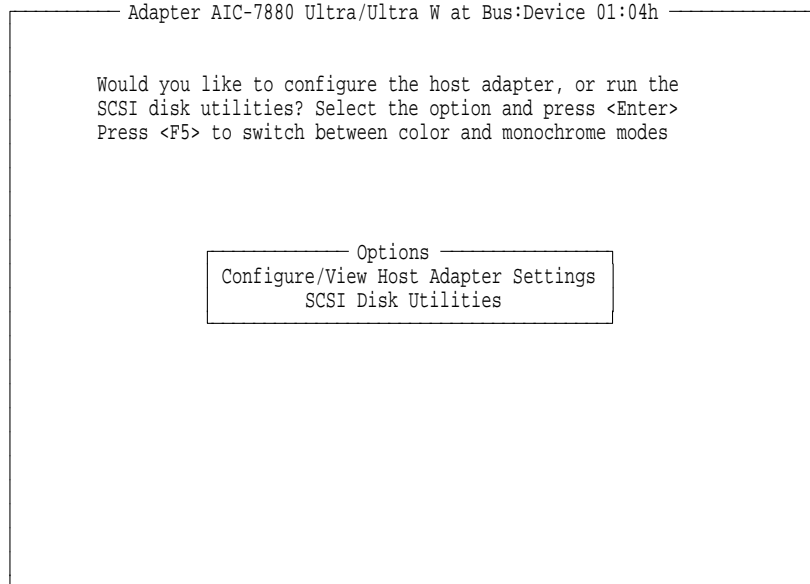 Adapter AIC-7880 Ultra/Ultra W at Bus:Device 01:04h
Would you like to configure the host adapter, or run the
SCSI disk utilities? Select the option and press <Enter>
Press <F5> to switch between color and monochrome modes
Options
Configure/View Host Adapter Settings
SCSI Disk Utilities